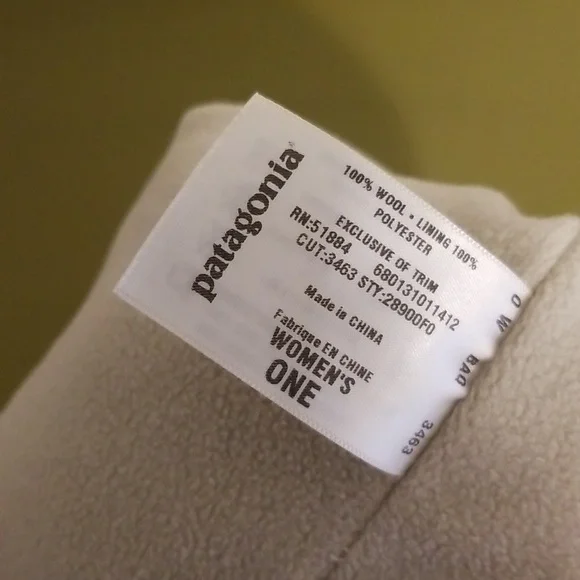 patagonia®
100% WOOL • LINING 100%
POLYESTER
EXCLUSIVE OF TRIM
RN:51884 680131011412
CUT:3463 STY:28900F0
Made in CHINA
Fabriqué EN CHINE
WOMEN'S
ONE
3463